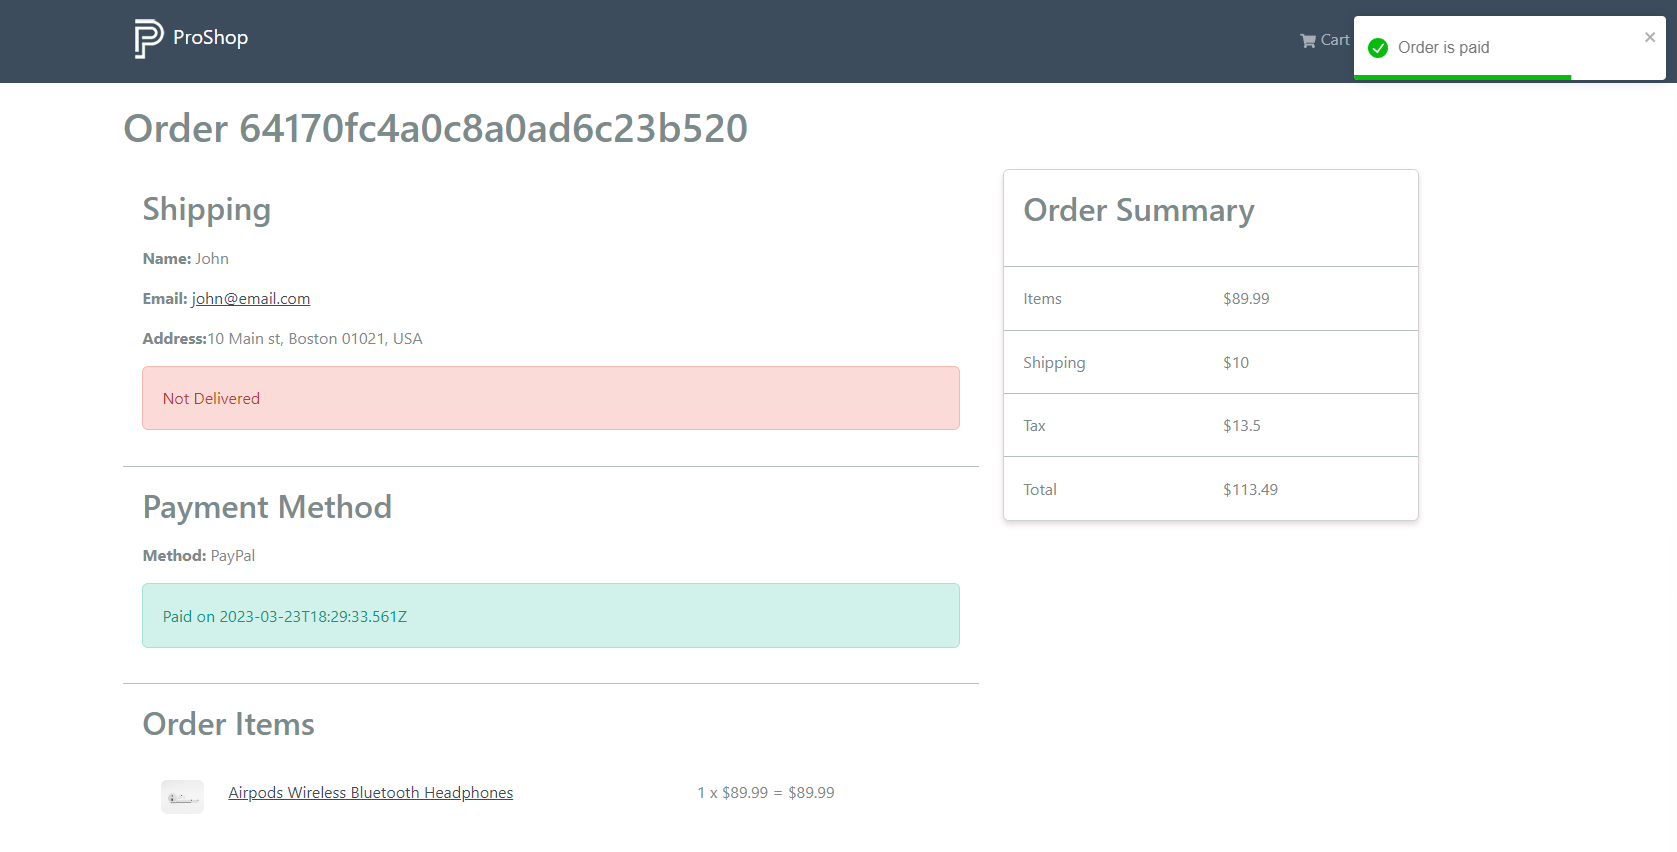 ProShop
Cart
Order is paid
Order 64170fc4a0c8a0ad6c23b520
Shipping
Name: John
Email: john@email.com
Address:10 Main st, Boston 01021, USA
Not Delivered
Payment Method
Method: PayPal
Paid on 2023-03-23T18:29:33.561Z
Order Items
Airpods Wireless Bluetooth Headphones 1 x $89.99 = $89.99
Order Summary
Items $89.99
Shipping $10
Tax $13.5
Total $113.49